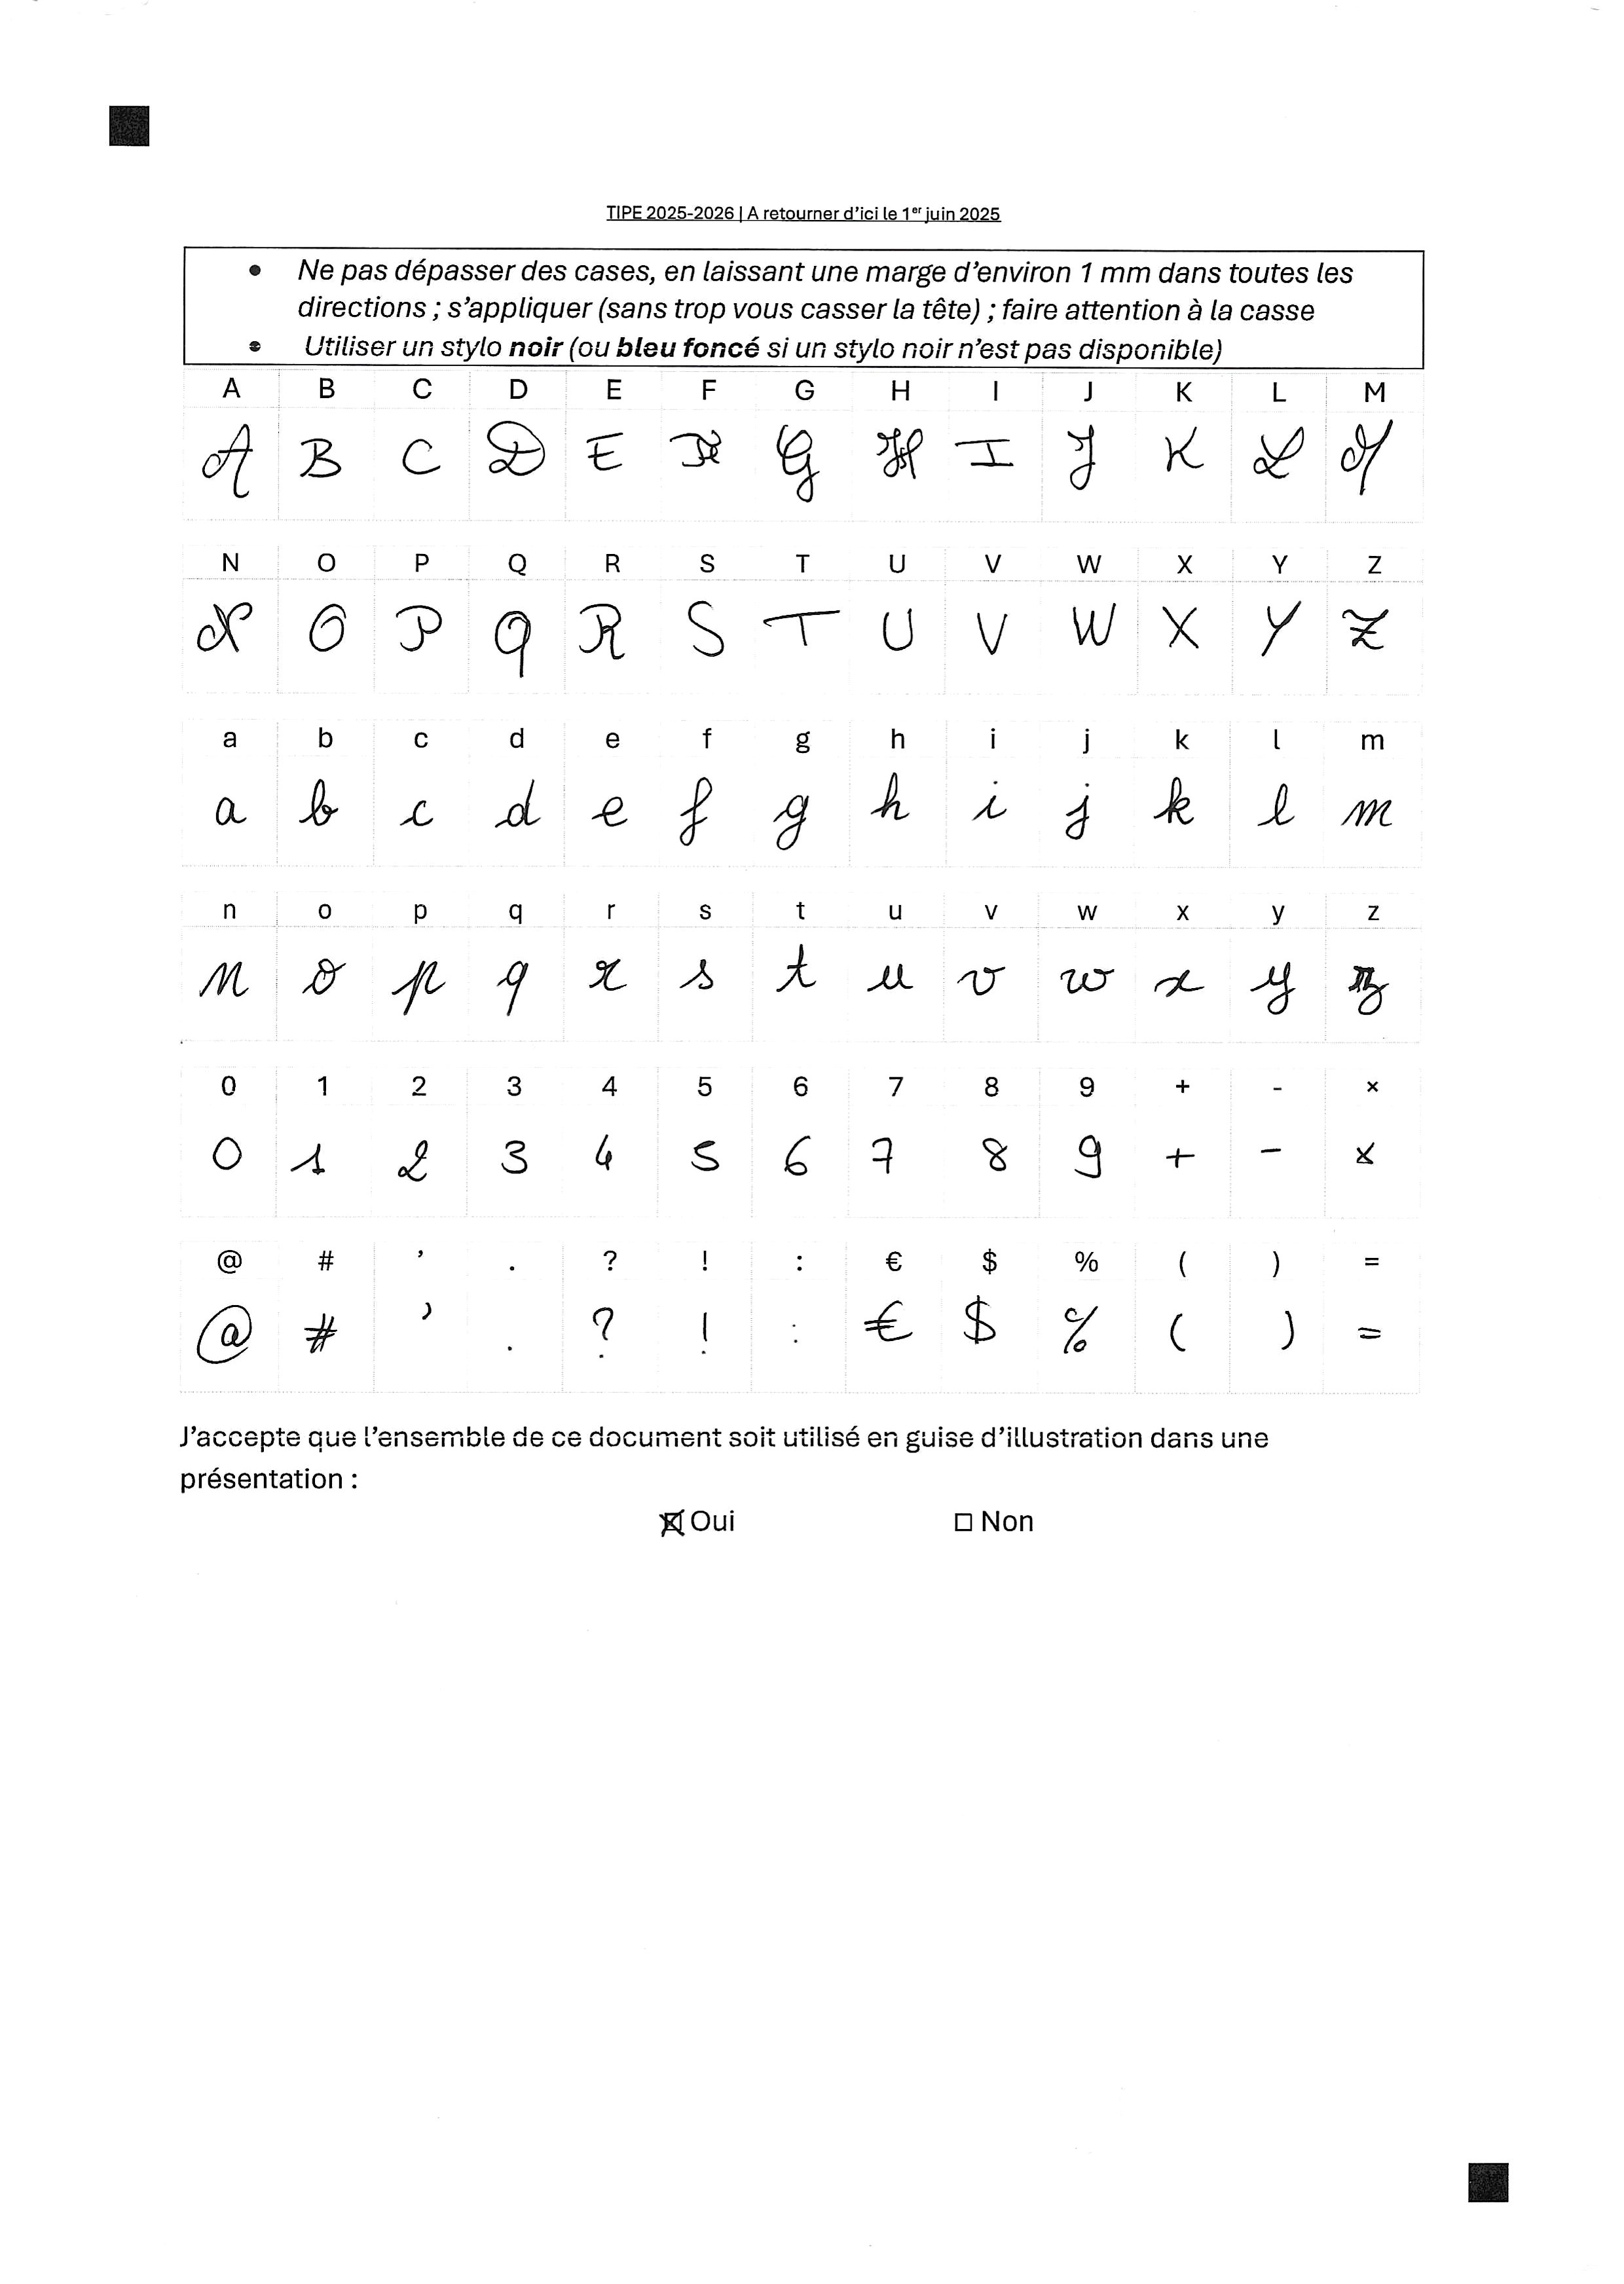 TIPE 2025-2026 | A retourner d'ici le 1er juin 2025
• Ne pas dépasser des cases, en laissant une marge d'environ 1 mm dans toutes les
directions ; s'appliquer (sans trop vous casser la tête) ; faire attention à la casse
• Utiliser un stylo noir (ou bleu foncé si un stylo noir n'est pas disponible)
A B C D E F G H I J K L M
A B C D E F G H I J K L M
N O P Q R S T U V W X Y Z
N O P Q R S T U V W X Y Z
a b c d e f g h i j k l m
a b c d e f g h i j k l m
n o p q r s t u v w x y z
n o p q r s t u v w x y z
0 1 2 3 4 5 6 7 8 9 + - ×
0 1 2 3 4 5 6 7 8 9 + - ×
@ # ’ . ? ! : € $ % ( ) =
@ # ’ . ? ! : € $ % ( ) =
J'accepte que l'ensemble de ce document soit utilisé en guise d'illustration dans une
présentation :
☒ Oui ☐ Non